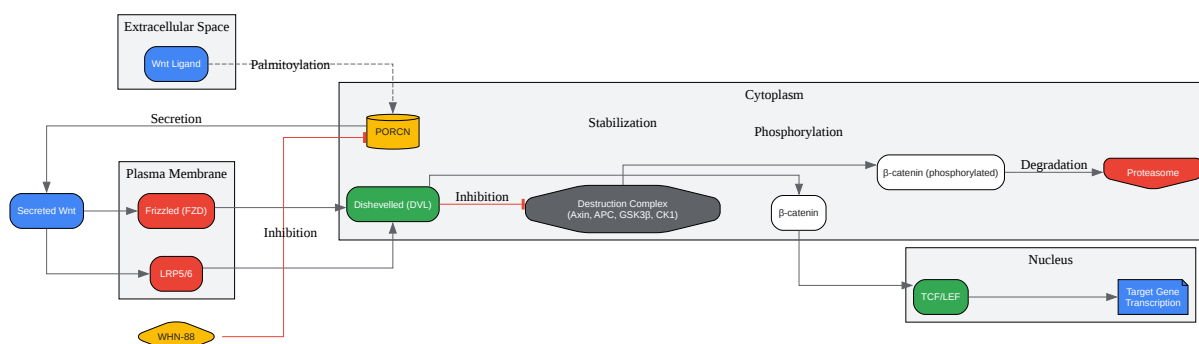 Extracellular Space
Wnt Ligand
Palmitoylation
Cytoplasm
Secretion
PORCN
Stabilization
Phosphorylation
β-catenin (phosphorylated)
Degradation
Proteasome
Plasma Membrane
Secreted Wnt
Frizzled (FZD)
Inhibition
Dishevelled (DVL)
Inhibition
Destruction Complex
(Axin, APC, GSK3β, CK1)
β-catenin
LRP5/6
Nucleus
TCF/LEF
Target Gene
Transcription
WHN-88